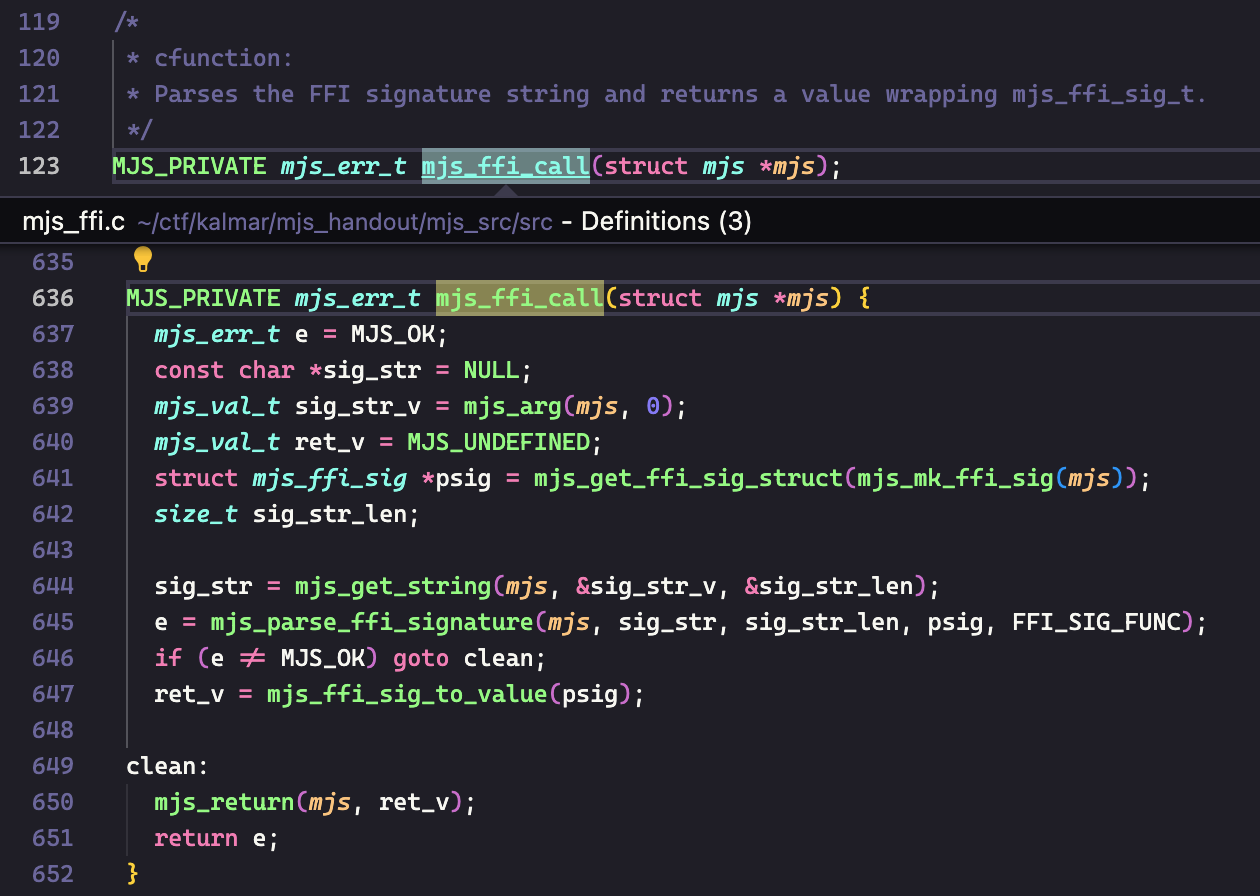 119 /*
120 * cfunction:
121 * Parses the FFI signature string and returns a value wrapping mjs_ffi_sig_t.
122 */
123 MJS_PRIVATE mjs_err_t mjs_ffi_call(struct mjs *mjs);
mjs_ffi.c ~/ctf/kalmar/mjs_handout/mjs_src/src - Definitions (3)
635
636 MJS_PRIVATE mjs_err_t mjs_ffi_call(struct mjs *mjs) {
637 mjs_err_t e = MJS_OK;
638 const char *sig_str = NULL;
639 mjs_val_t sig_str_v = mjs_arg(mjs, 0);
640 mjs_val_t ret_v = MJS_UNDEFINED;
641 struct mjs_ffi_sig *psig = mjs_get_ffi_sig_struct(mjs_mk_ffi_sig(mjs));
642 size_t sig_str_len;
643
644 sig_str = mjs_get_string(mjs, &sig_str_v, &sig_str_len);
645 e = mjs_parse_ffi_signature(mjs, sig_str, sig_str_len, psig, FFI_SIG_FUNC);
646 if (e != MJS_OK) goto clean;
647 ret_v = mjs_ffi_sig_to_value(psig);
648
649 clean:
650 mjs_return(mjs, ret_v);
651 return e;
652 }